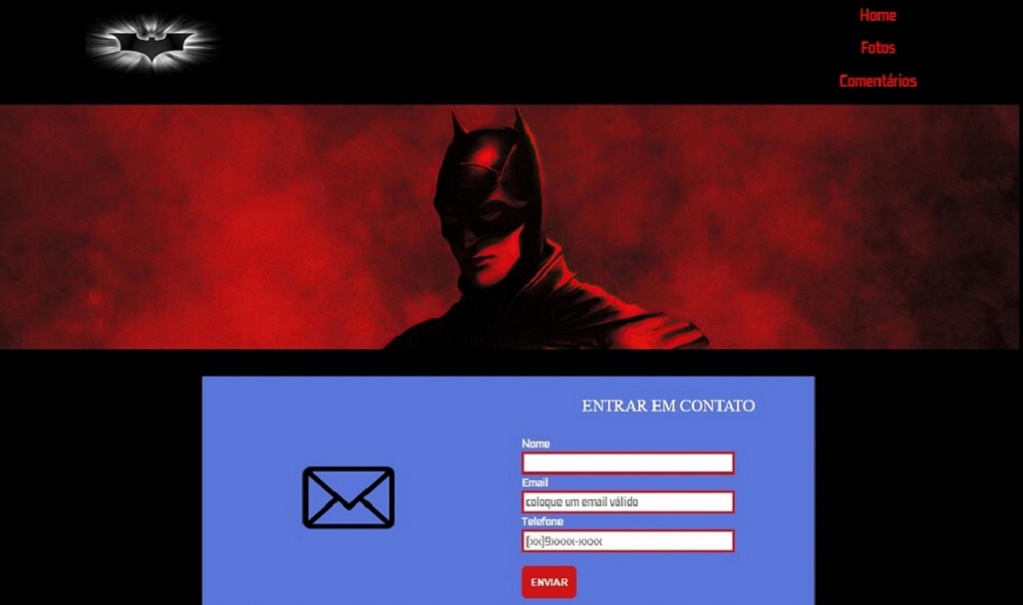 Home
Fotos
Comentários
ENTRAR EM CONTATO
Nome
Email
coloque um email válido
Telefone
(xx)9xxxx-xxxx
ENVIAR